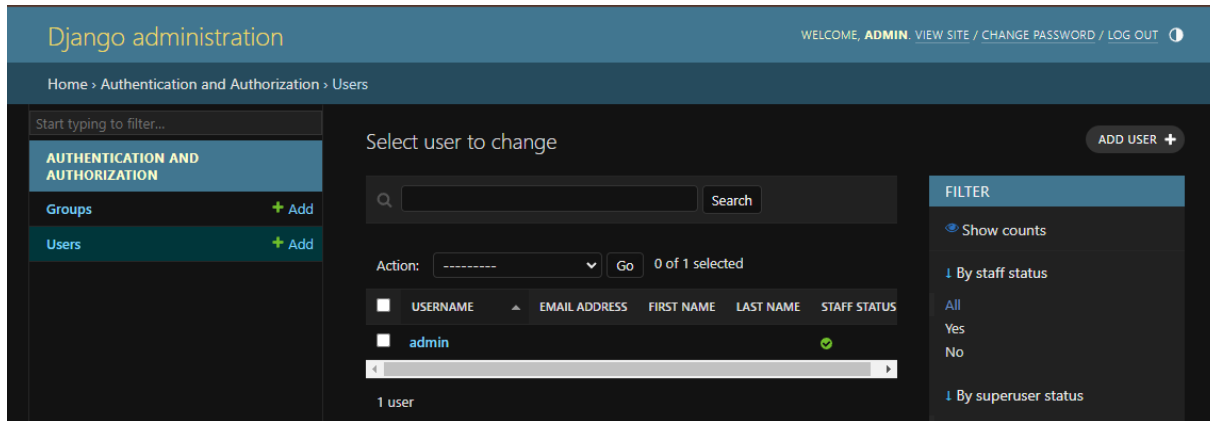 Django administration
WELCOME, ADMIN. VIEW SITE / CHANGE PASSWORD / LOG OUT
Home › Authentication and Authorization › Users
Start typing to filter...
AUTHENTICATION AND
AUTHORIZATION
Groups + Add
Users + Add
Select user to change
ADD USER +
Search
Action: --------- Go 0 of 1 selected
USERNAME EMAIL ADDRESS FIRST NAME LAST NAME STAFF STATUS
admin
1 user
FILTER
Show counts
↓ By staff status
All
Yes
No
↓ By superuser status